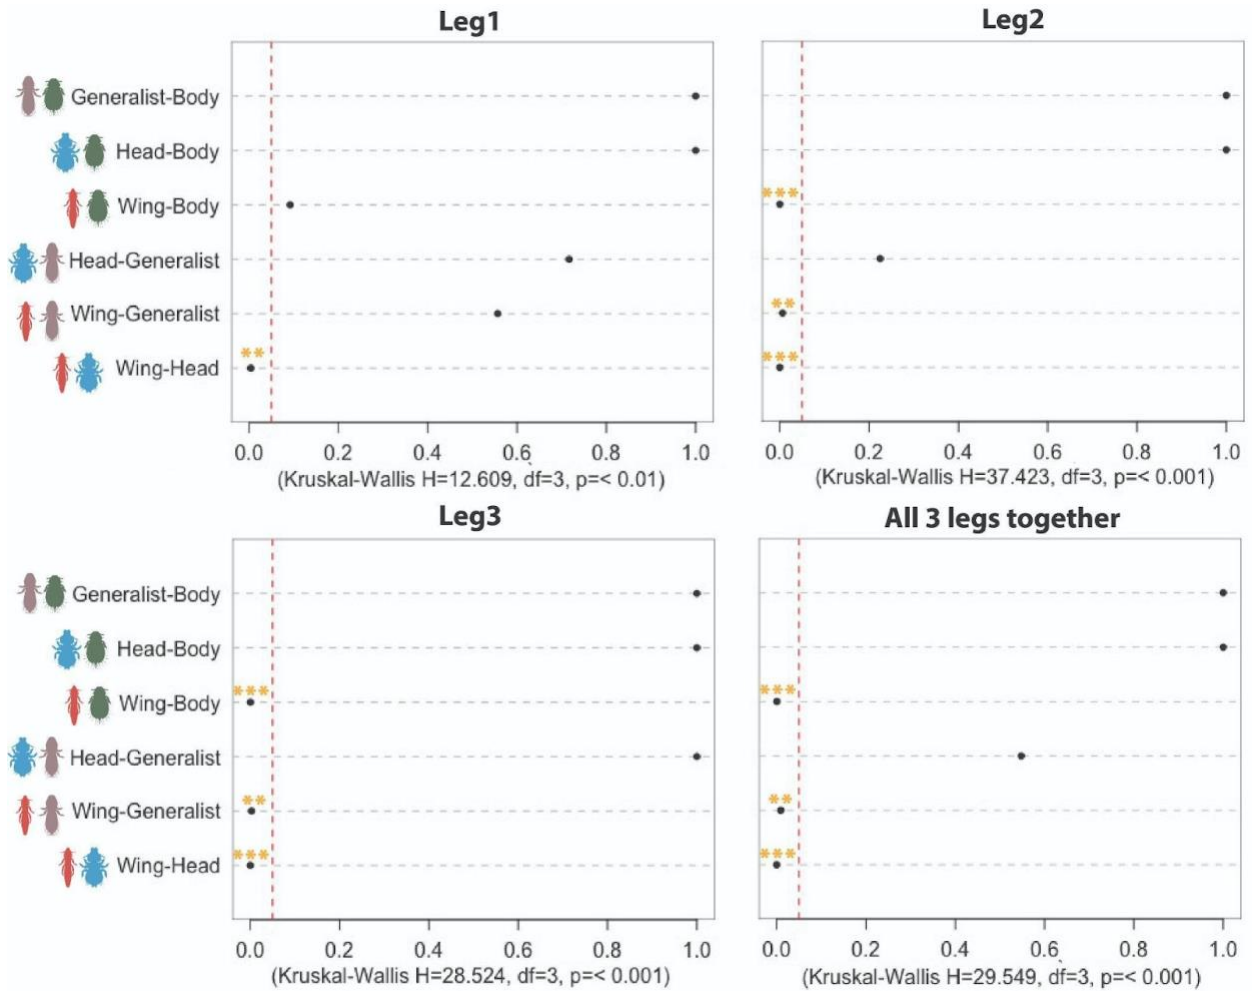 Leg1
Generalist-Body
Head-Body
Wing-Body
Head-Generalist
Wing-Generalist
**
Wing-Head
0.0 0.2 0.4 0.6 0.8 1.0
(Kruskal-Wallis H=12.609, df=3, p=< 0.01)
Leg2
***
**
***
0.0 0.2 0.4 0.6 0.8 1.0
(Kruskal-Wallis H=37.423, df=3, p=< 0.001)
Leg3
Generalist-Body
Head-Body
***
Wing-Body
Head-Generalist
**
Wing-Generalist
***
Wing-Head
0.0 0.2 0.4 0.6 0.8 1.0
(Kruskal-Wallis H=28.524, df=3, p=< 0.001)
All 3 legs together
***
**
***
0.0 0.2 0.4 0.6 0.8 1.0
(Kruskal-Wallis H=29.549, df=3, p=< 0.001)